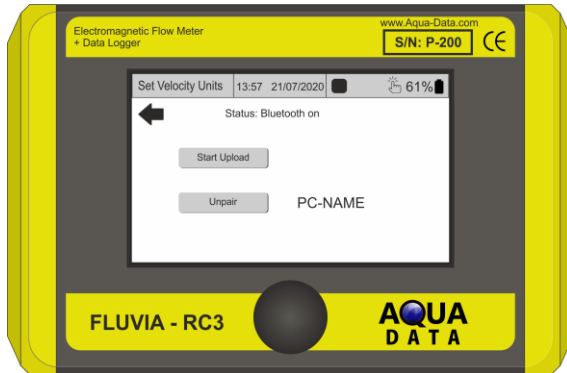 Electromagnetic Flow Meter
+ Data Logger
www.Aqua-Data.com
S/N: P-200
CE
Set Velocity Units 13:57 21/07/2020 61%
Status: Bluetooth on
Start Upload
Unpair PC-NAME
FLUVIA - RC3
AQUA
DATA